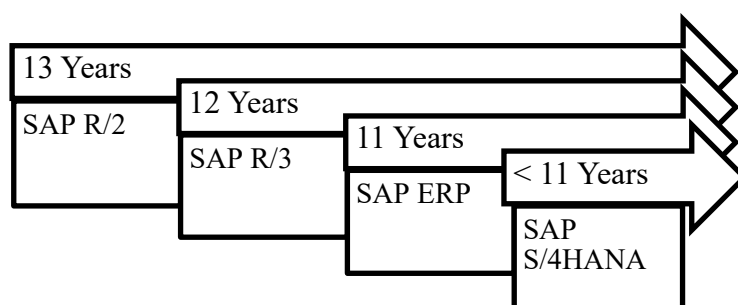 13 Years
SAP R/2
12 Years
SAP R/3
11 Years
SAP ERP
< 11 Years
SAP
S/4HANA